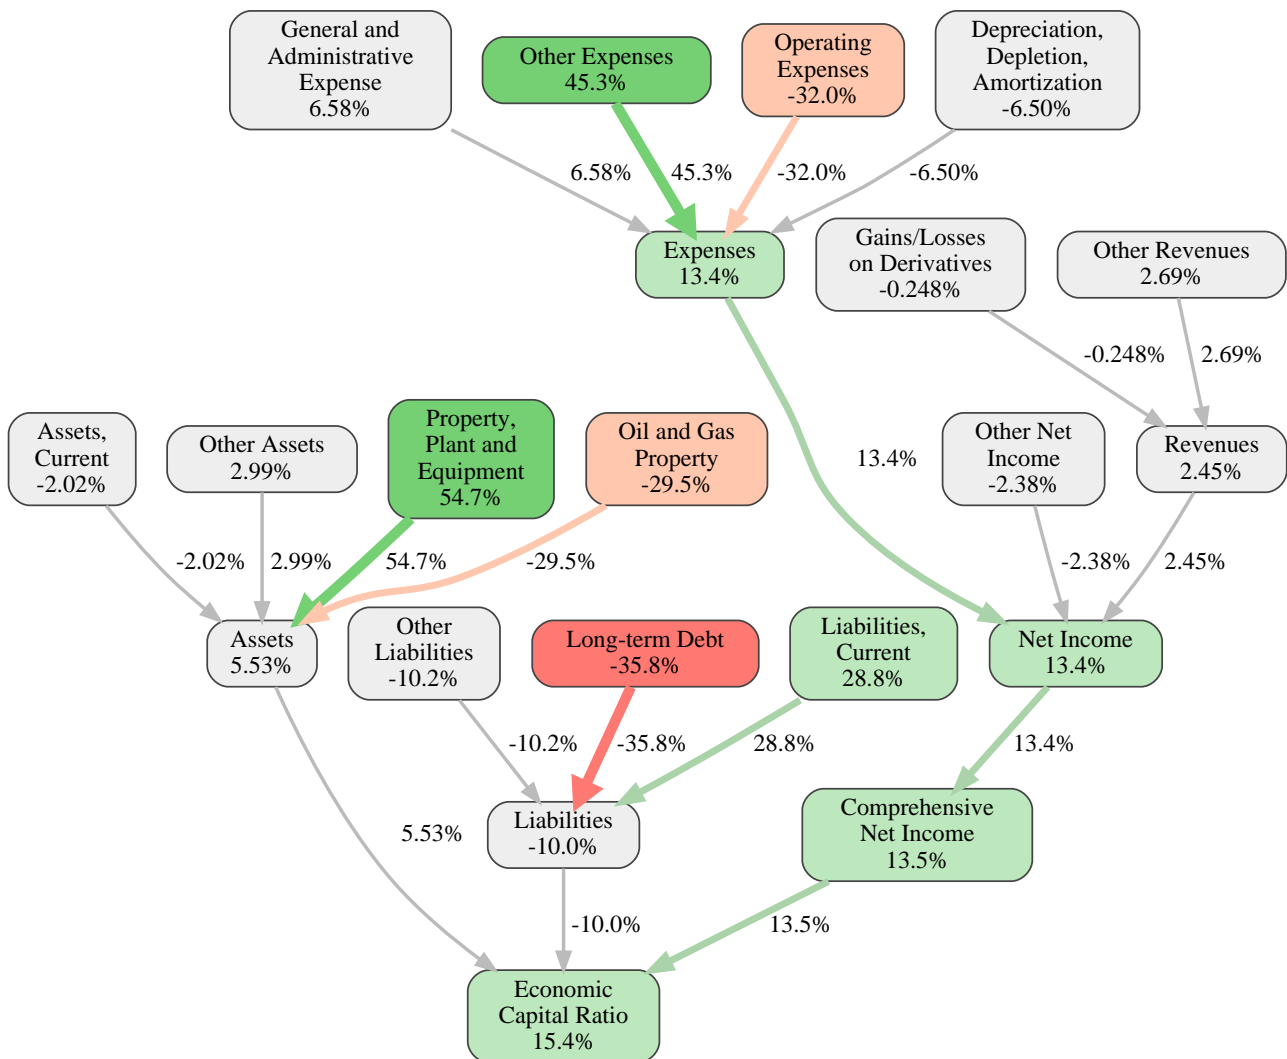 General and
Administrative
Expense
6.58%
Other Expenses
45.3%
Operating
Expenses
-32.0%
Depreciation,
Depletion,
Amortization
-6.50%
6.58%
45.3%
-32.0%
-6.50%
Expenses
13.4%
Gains/Losses
on Derivatives
-0.248%
Other Revenues
2.69%
-0.248%
2.69%
Assets,
Current
-2.02%
Other Assets
2.99%
Property,
Plant and
Equipment
54.7%
Oil and Gas
Property
-29.5%
13.4%
Other Net
Income
-2.38%
Revenues
2.45%
-2.02%
2.99%
54.7%
-29.5%
-2.38%
2.45%
Assets
5.53%
Other
Liabilities
-10.2%
Long-term Debt
-35.8%
Liabilities,
Current
28.8%
Net Income
13.4%
-10.2%
-35.8%
28.8%
13.4%
5.53%
Liabilities
-10.0%
Comprehensive
Net Income
13.5%
-10.0%
13.5%
Economic
Capital Ratio
15.4%